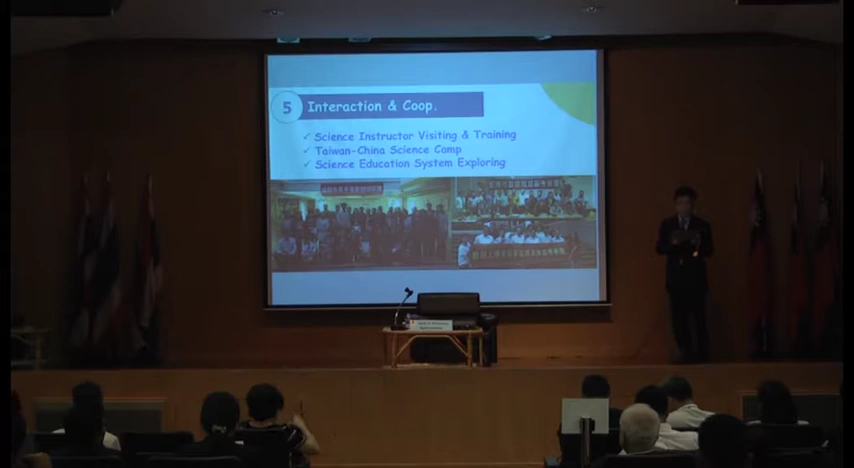 5
Interaction & Coop.
✓ Science Instructor Visiting & Training
✓ Taiwan-China Science Camp
✓ Science Education System Exploring